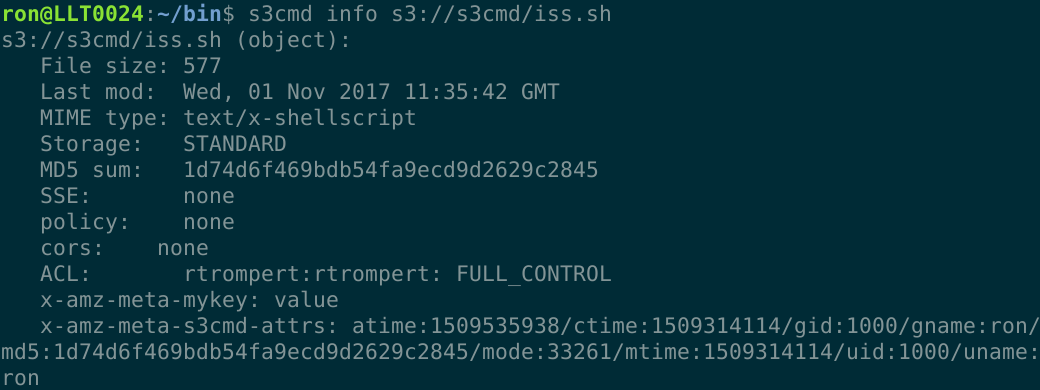 ron@LLT0024:~/bin$ s3cmd info s3://s3cmd/iss.sh
s3://s3cmd/iss.sh (object):
   File size: 577
   Last mod:  Wed, 01 Nov 2017 11:35:42 GMT
   MIME type: text/x-shellscript
   Storage:   STANDARD
   MD5 sum:   1d74d6f469bdb54fa9ecd9d2629c2845
   SSE:       none
   policy:    none
   cors:    none
   ACL:       rtrompert:rtrompert: FULL_CONTROL
   x-amz-meta-mykey: value
   x-amz-meta-s3cmd-attrs: atime:1509535938/ctime:1509314114/gid:1000/gname:ron/
md5:1d74d6f469bdb54fa9ecd9d2629c2845/mode:33261/mtime:1509314114/uid:1000/uname:
ron